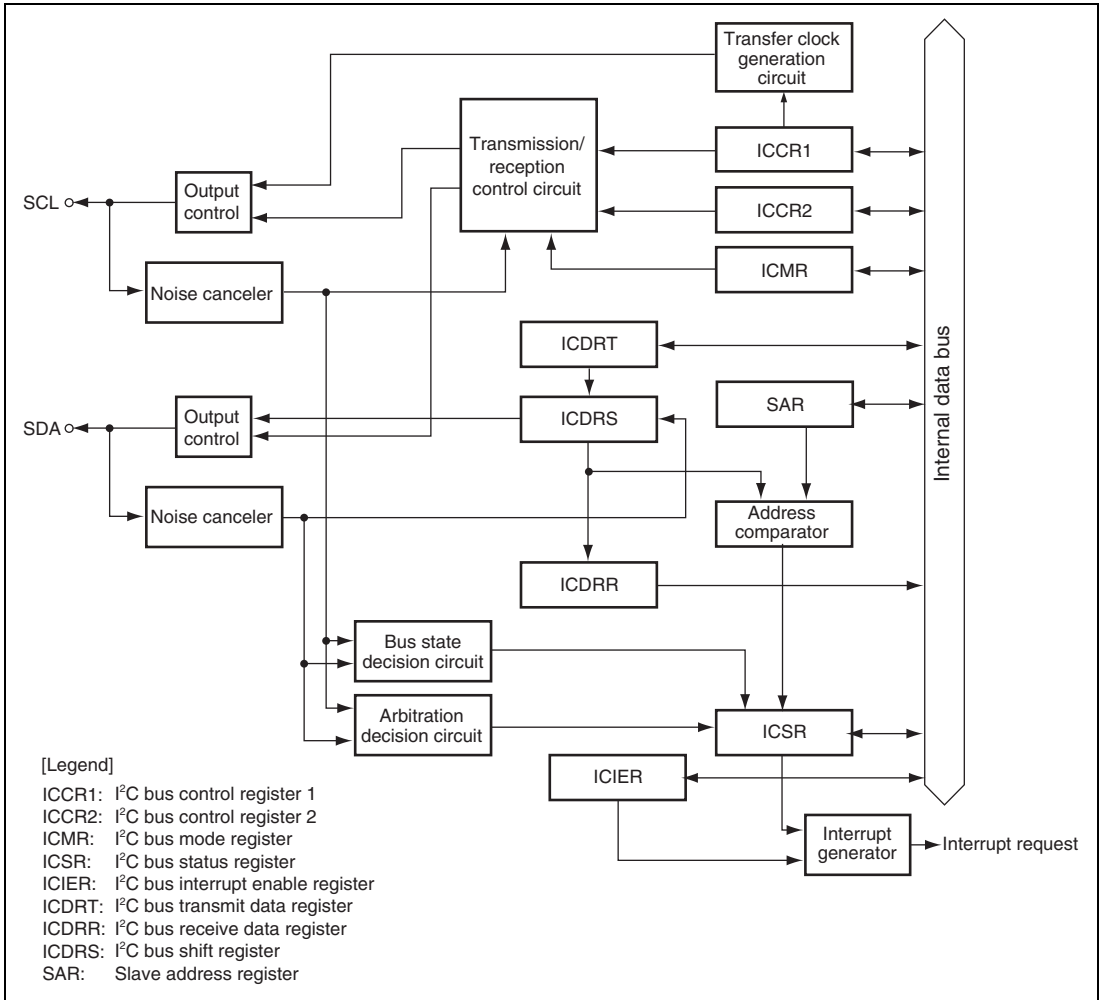 Transfer clock
generation
circuit
Transmission/
reception
control circuit
ICCR1
SCL
Output
control
ICCR2
ICMR
Noise canceler
ICDRT
Internal data bus
SDA
Output
control
ICDRS
SAR
Noise canceler
Address
comparator
ICDRR
Bus state
decision circuit
Arbitration
decision circuit
ICSR
ICIER
Interrupt
generator
Interrupt request
[Legend]
ICCR1: I²C bus control register 1
ICCR2: I²C bus control register 2
ICMR: I²C bus mode register
ICSR: I²C bus status register
ICIER: I²C bus interrupt enable register
ICDRT: I²C bus transmit data register
ICDRR: I²C bus receive data register
ICDRS: I²C bus shift register
SAR: Slave address register